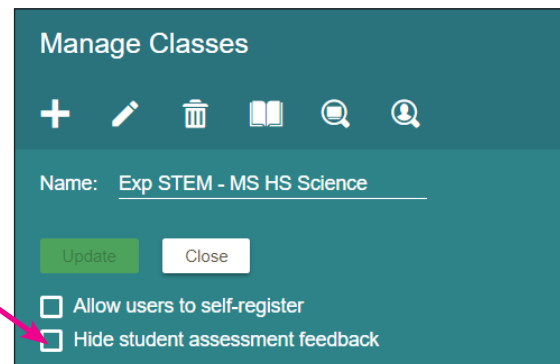 Manage Classes
Name: Exp STEM - MS HS Science
Update Close
Allow users to self-register
Hide student assessment feedback